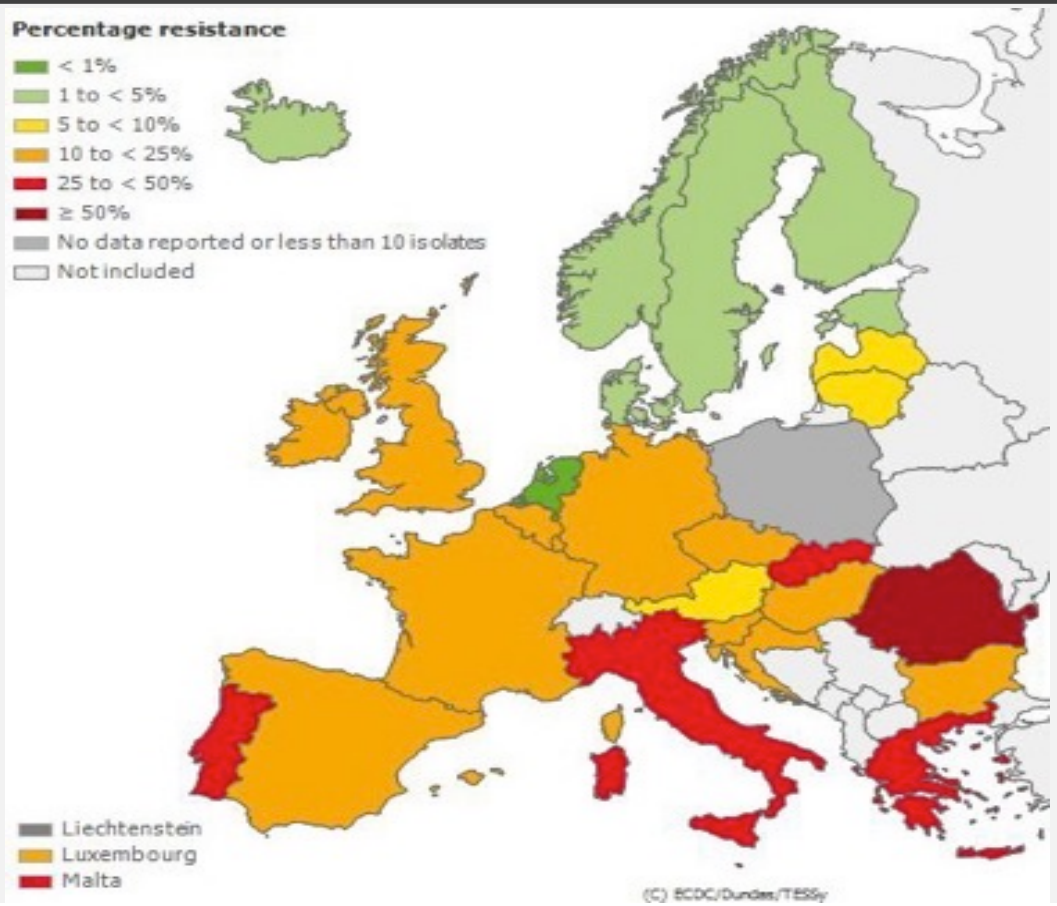 Percentage resistance
< 1%
1 to < 5%
5 to < 10%
10 to < 25%
25 to < 50%
≥ 50%
No data reported or less than 10 isolates
Not included
Liechtenstein
Luxembourg
Malta
(C) ECDC/Dundas/TESSy